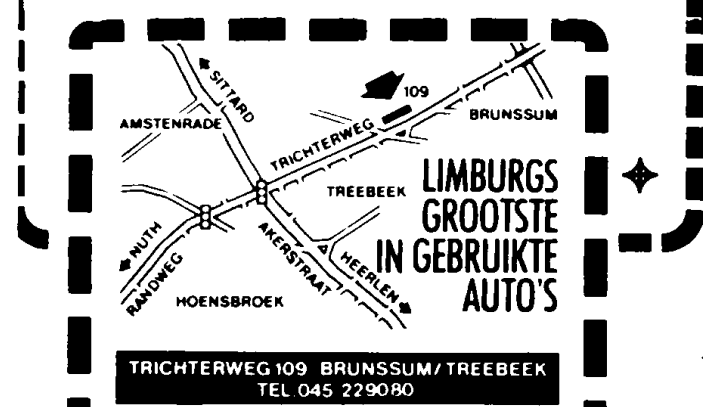 SITTARD
109
AMSTENRADE
BRUNSSUM
TRICHTERWEG
TREEBEEK
LIMBURGS
GROOTSTE
IN GEBRUIKTE
AUTO'S
NUTH
RANDWEG
AKERSTRAAT
HEERLEN
HOENSBROEK
TRICHTERWEG 109 BRUNSSUM/TREEBEEK
TEL.045 229080